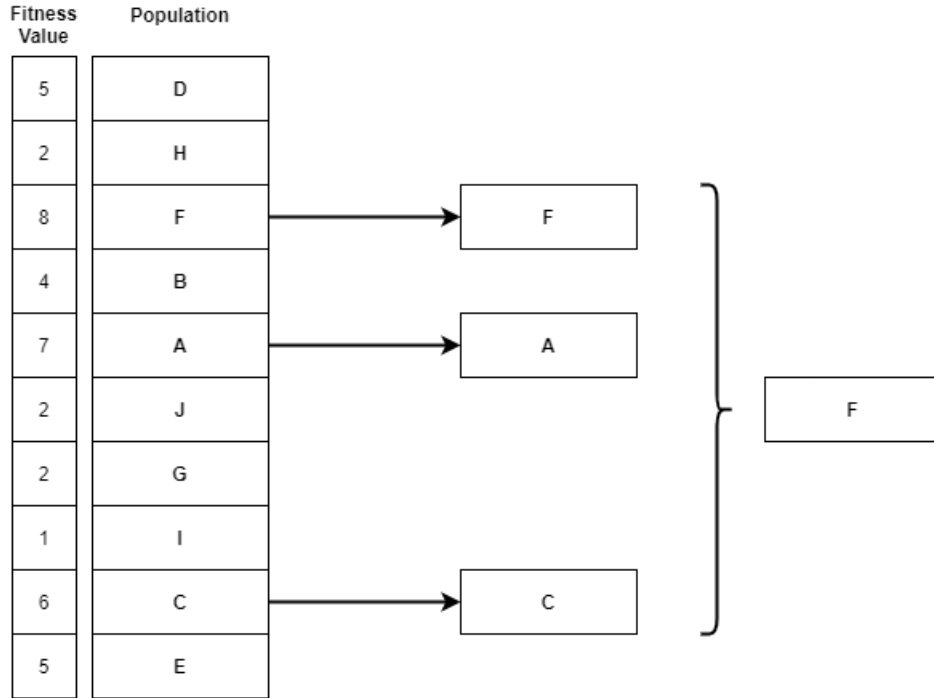 Fitness Value Population
5 D
2 H
8 F F
4 B
7 A A
2 J
F
2 G
1 I
6 C C
5 E